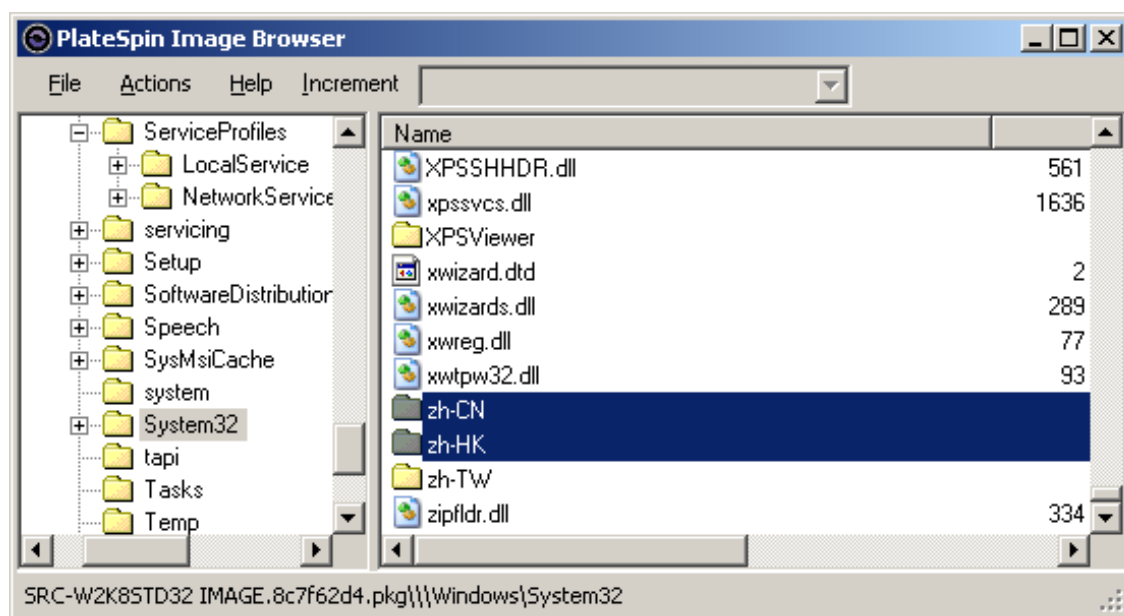 PlateSpin Image Browser
File Actions Help Increment
ServiceProfiles
LocalService
NetworkService
servicing
Setup
SoftwareDistribution
Speech
SysMsiCache
system
System32
tapi
Tasks
Temp
Name
XPSSHHDR.dll 561
xpssvcs.dll 1636
XPSViewer
xwizard.dtd 2
xwizards.dll 289
xwreg.dll 77
xwtpw32.dll 93
zh-CN
zh-HK
zh-TW
zipfldr.dll 334
SRC-W2K8STD32 IMAGE.8c7f62d4.pkg\\\Windows\System32